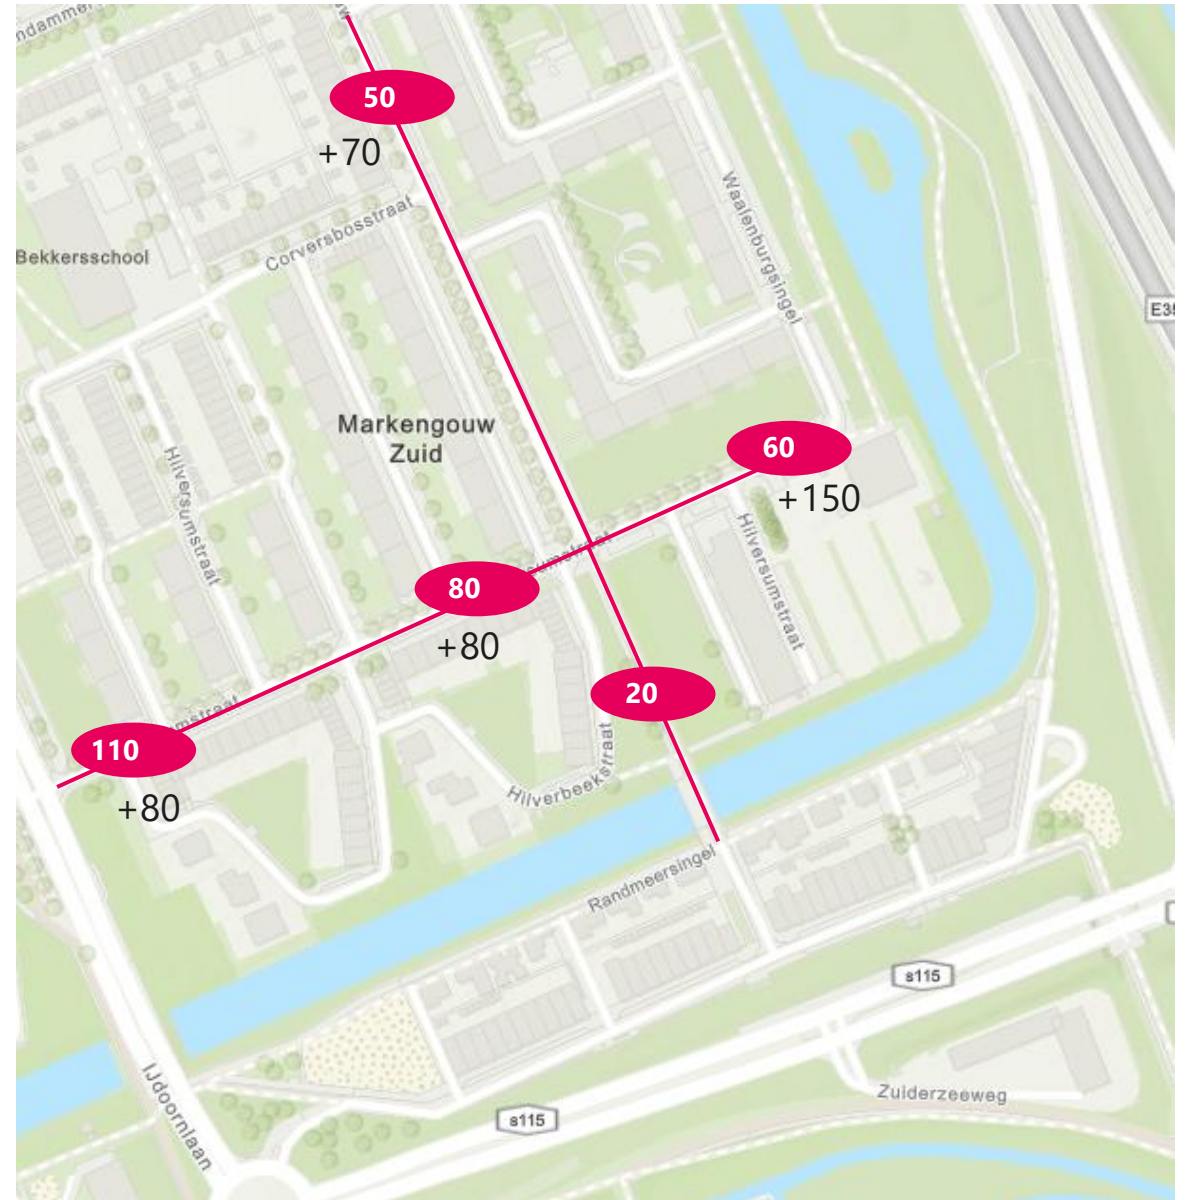 50
+70
Corversbosstraat
Waalenburgsingel
Bekkersschool
E35
Markengouw
Zuid
60
+150
Hilversumstraat
Hilversumstraat
80
+80
20
110
+80
Hilverbeekstraat
Randmeersingel
s115
IJdoornlaan
Zuiderzeeweg
s115